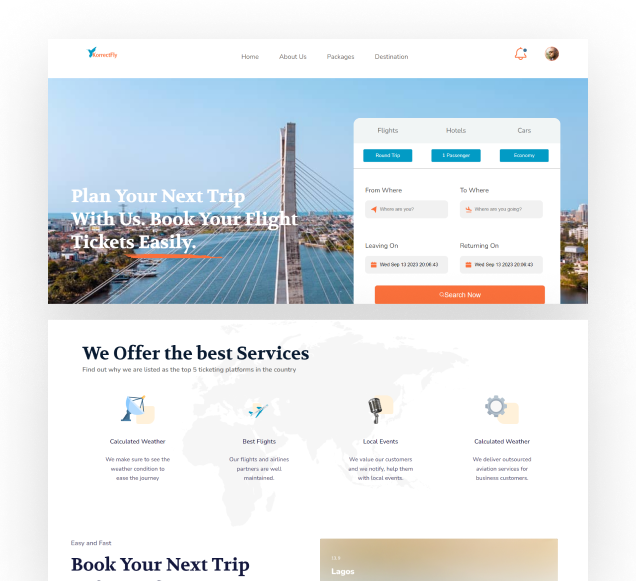 Korrectfly
Home About Us Packages Destination
Flights Hotels Cars
Round Trip 1 Passenger Economy
Plan Your Next Trip
With Us. Book Your Flight
Tickets Easily.
From Where To Where
Where are you? Where are you going?
Leaving On Returning On
Wed Sep 13 2023 20:06:43 Wed Sep 13 2023 20:06:43
Search Now
We Offer the best Services
Find out why we are listed as the top 5 ticketing platforms in the country
Calculated Weather
We make sure to see the
weather condition to
ease the journey
Best Flights
Our flights and airlines
partners are well
maintained.
Local Events
We value our customers
and we notify, help them
with local events.
Calculated Weather
We deliver outsourced
aviation services for
business customers.
Easy and Fast
Book Your Next Trip
Lagos